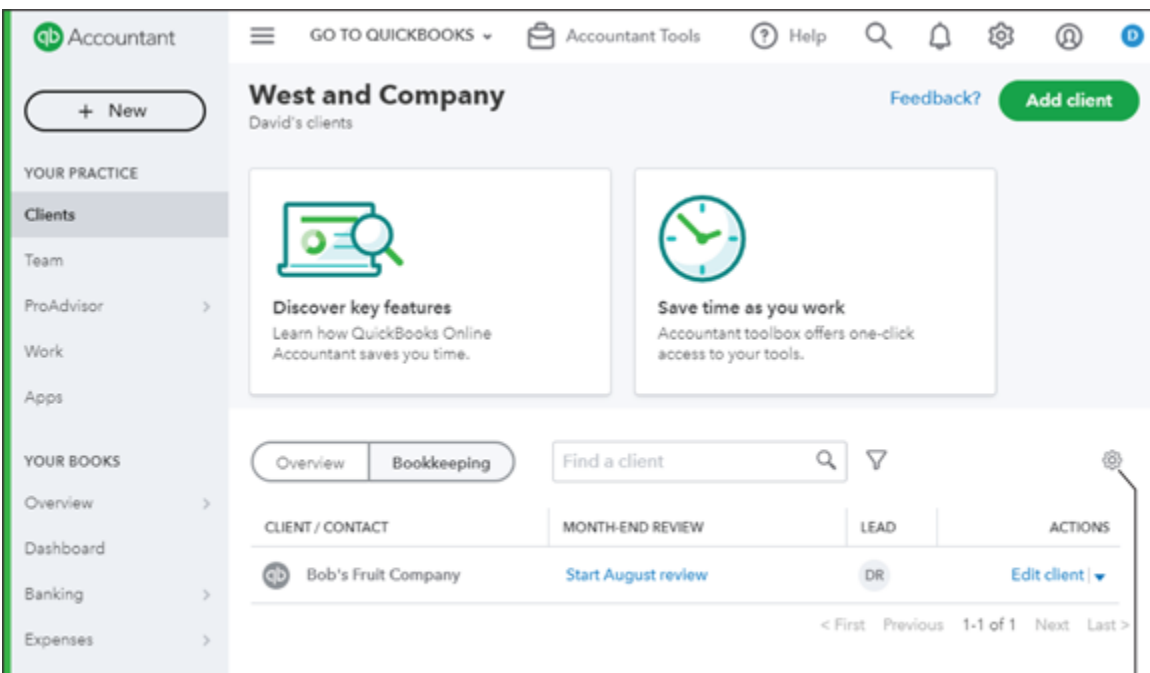 qb Accountant
GO TO QUICKBOOKS
Accountant Tools
? Help
D
+ New
YOUR PRACTICE
Clients
Team
ProAdvisor
Work
Apps
YOUR BOOKS
Overview
Dashboard
Banking
Expenses
West and Company
David's clients
Feedback?
Add client
Discover key features
Learn how QuickBooks Online
Accountant saves you time.
Save time as you work
Accountant toolbox offers one-click
access to your tools.
Overview
Bookkeeping
Find a client
CLIENT / CONTACT
MONTH-END REVIEW
LEAD
ACTIONS
qb Bob's Fruit Company
Start August review
DR
Edit client
< First Previous 1-1 of 1 Next Last >